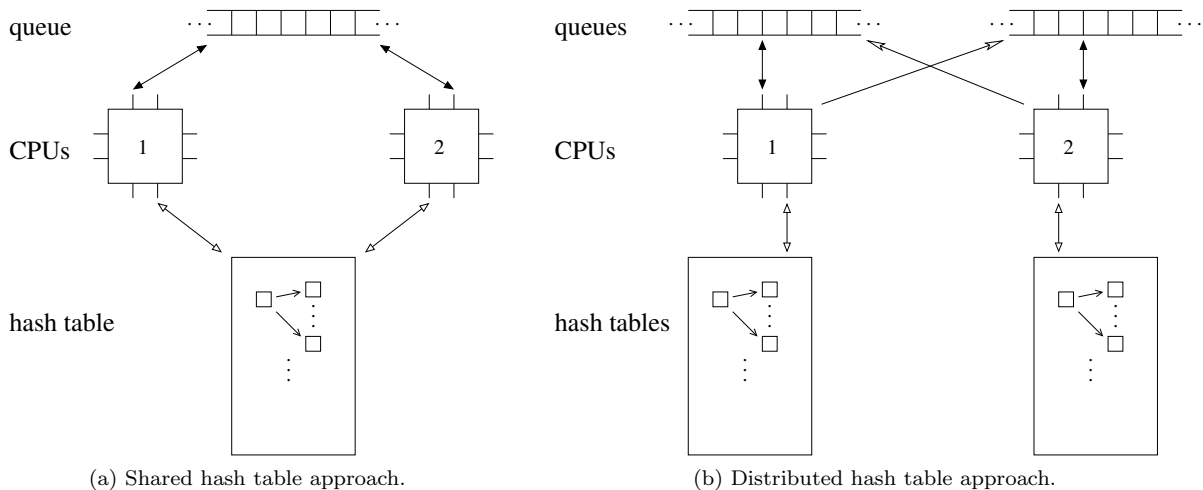 queue
CPUs
1
2
hash table
(a) Shared hash table approach.
queues
CPUs
1
2
hash tables
(b) Distributed hash table approach.